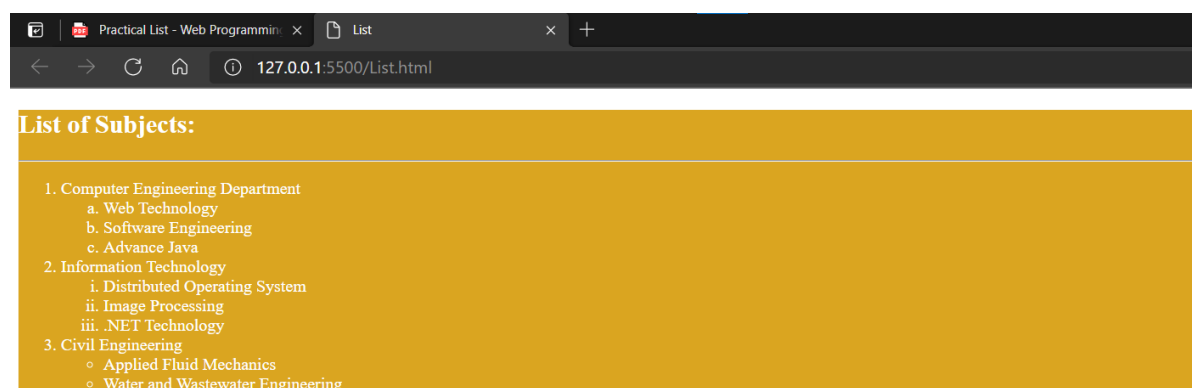 Practical List - Web Programming
List
127.0.0.1:5500/List.html
List of Subjects:
1. Computer Engineering Department
a. Web Technology
b. Software Engineering
c. Advance Java
2. Information Technology
i. Distributed Operating System
ii. Image Processing
iii. .NET Technology
3. Civil Engineering
◦ Applied Fluid Mechanics
◦ Water and Wastewater Engineering